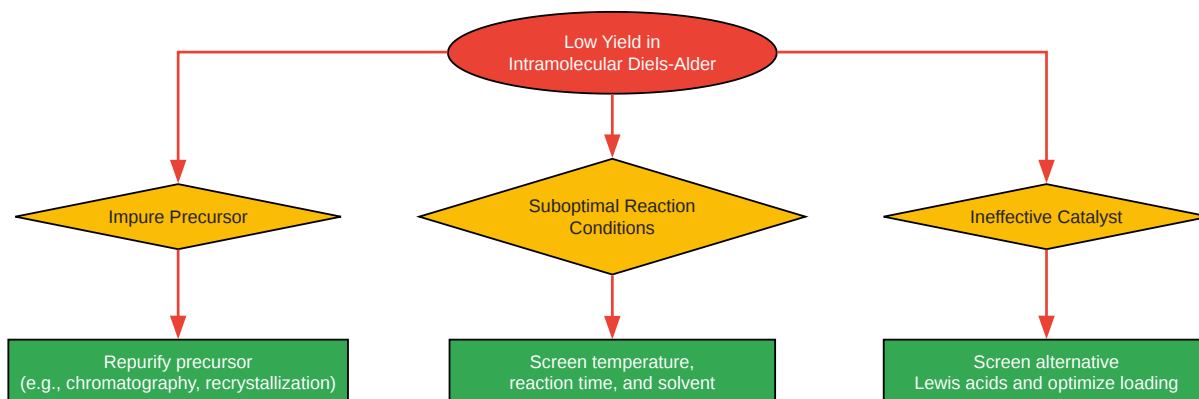 Low Yield in
Intramolecular Diels-Alder
Impure Precursor
Suboptimal Reaction
Conditions
Ineffective Catalyst
Repurify precursor
(e.g., chromatography, recrystallization)
Screen temperature,
reaction time, and solvent
Screen alternative
Lewis acids and optimize loading